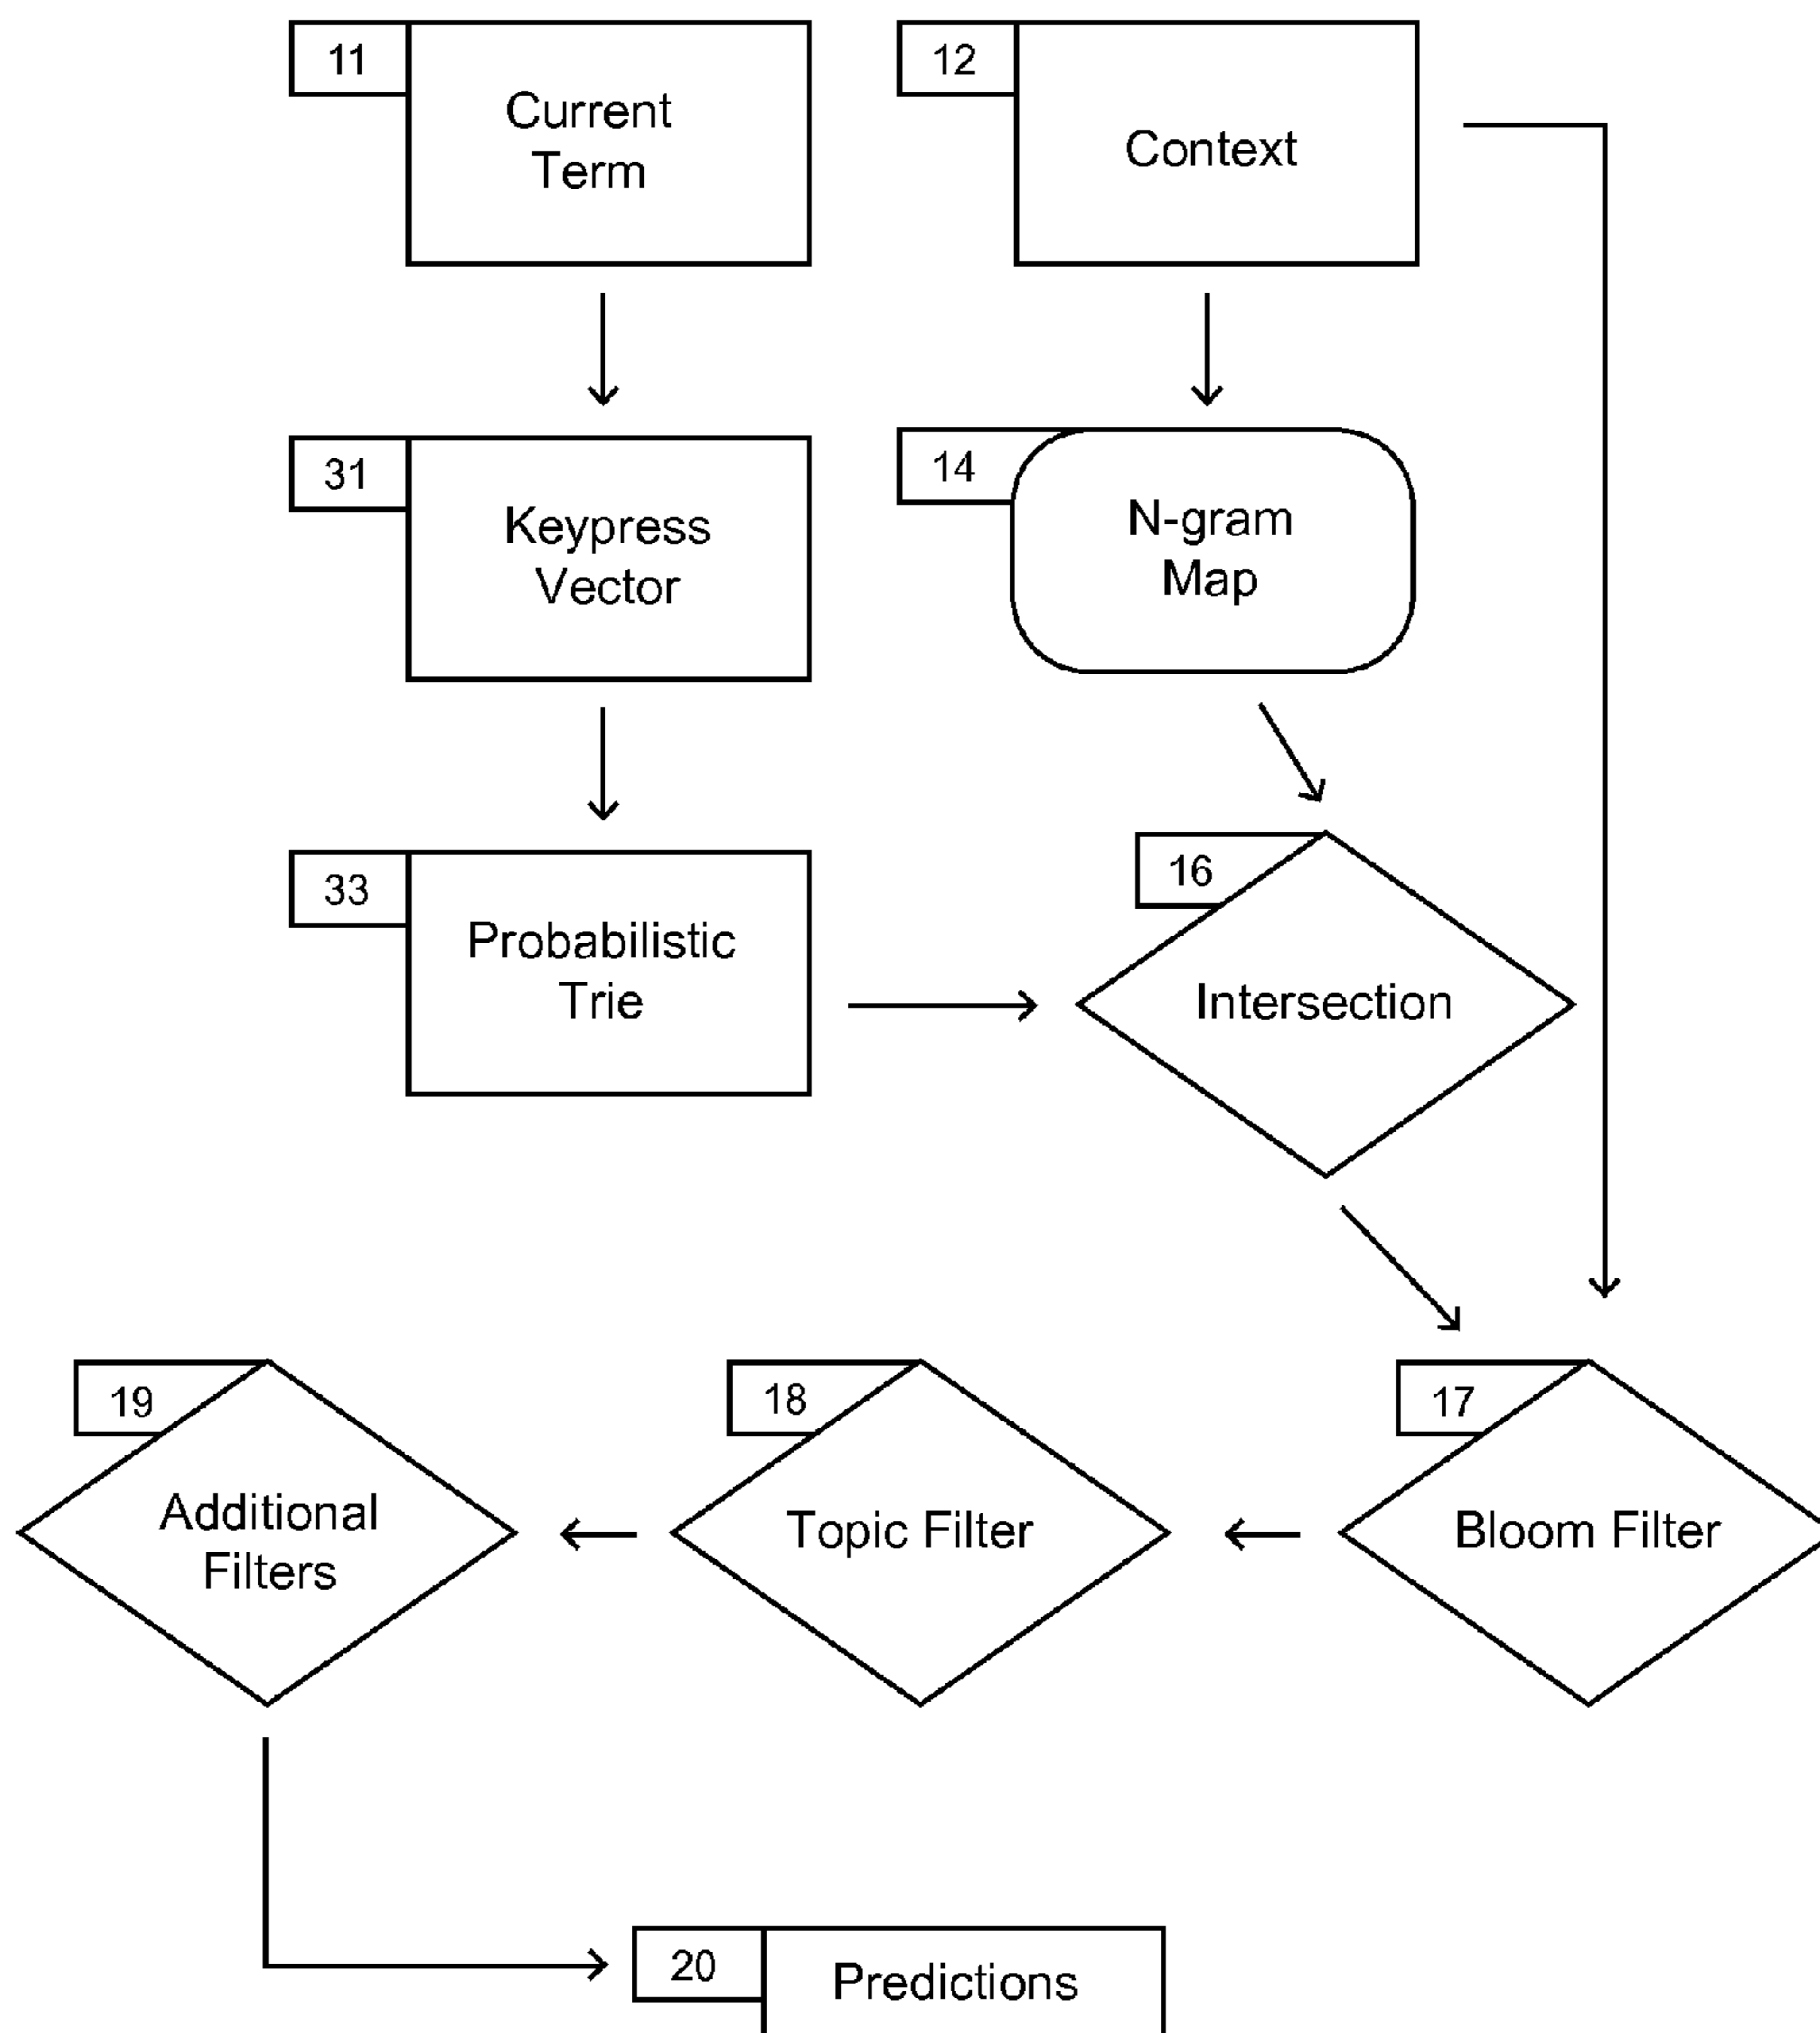 11
Current
Term
12
Context
31
Keypress
Vector
14
N-gram
Map
33
Probabilistic
Trie
16
Intersection
19
Additional
Filters
18
Topic Filter
17
Bloom Filter
20
Predictions